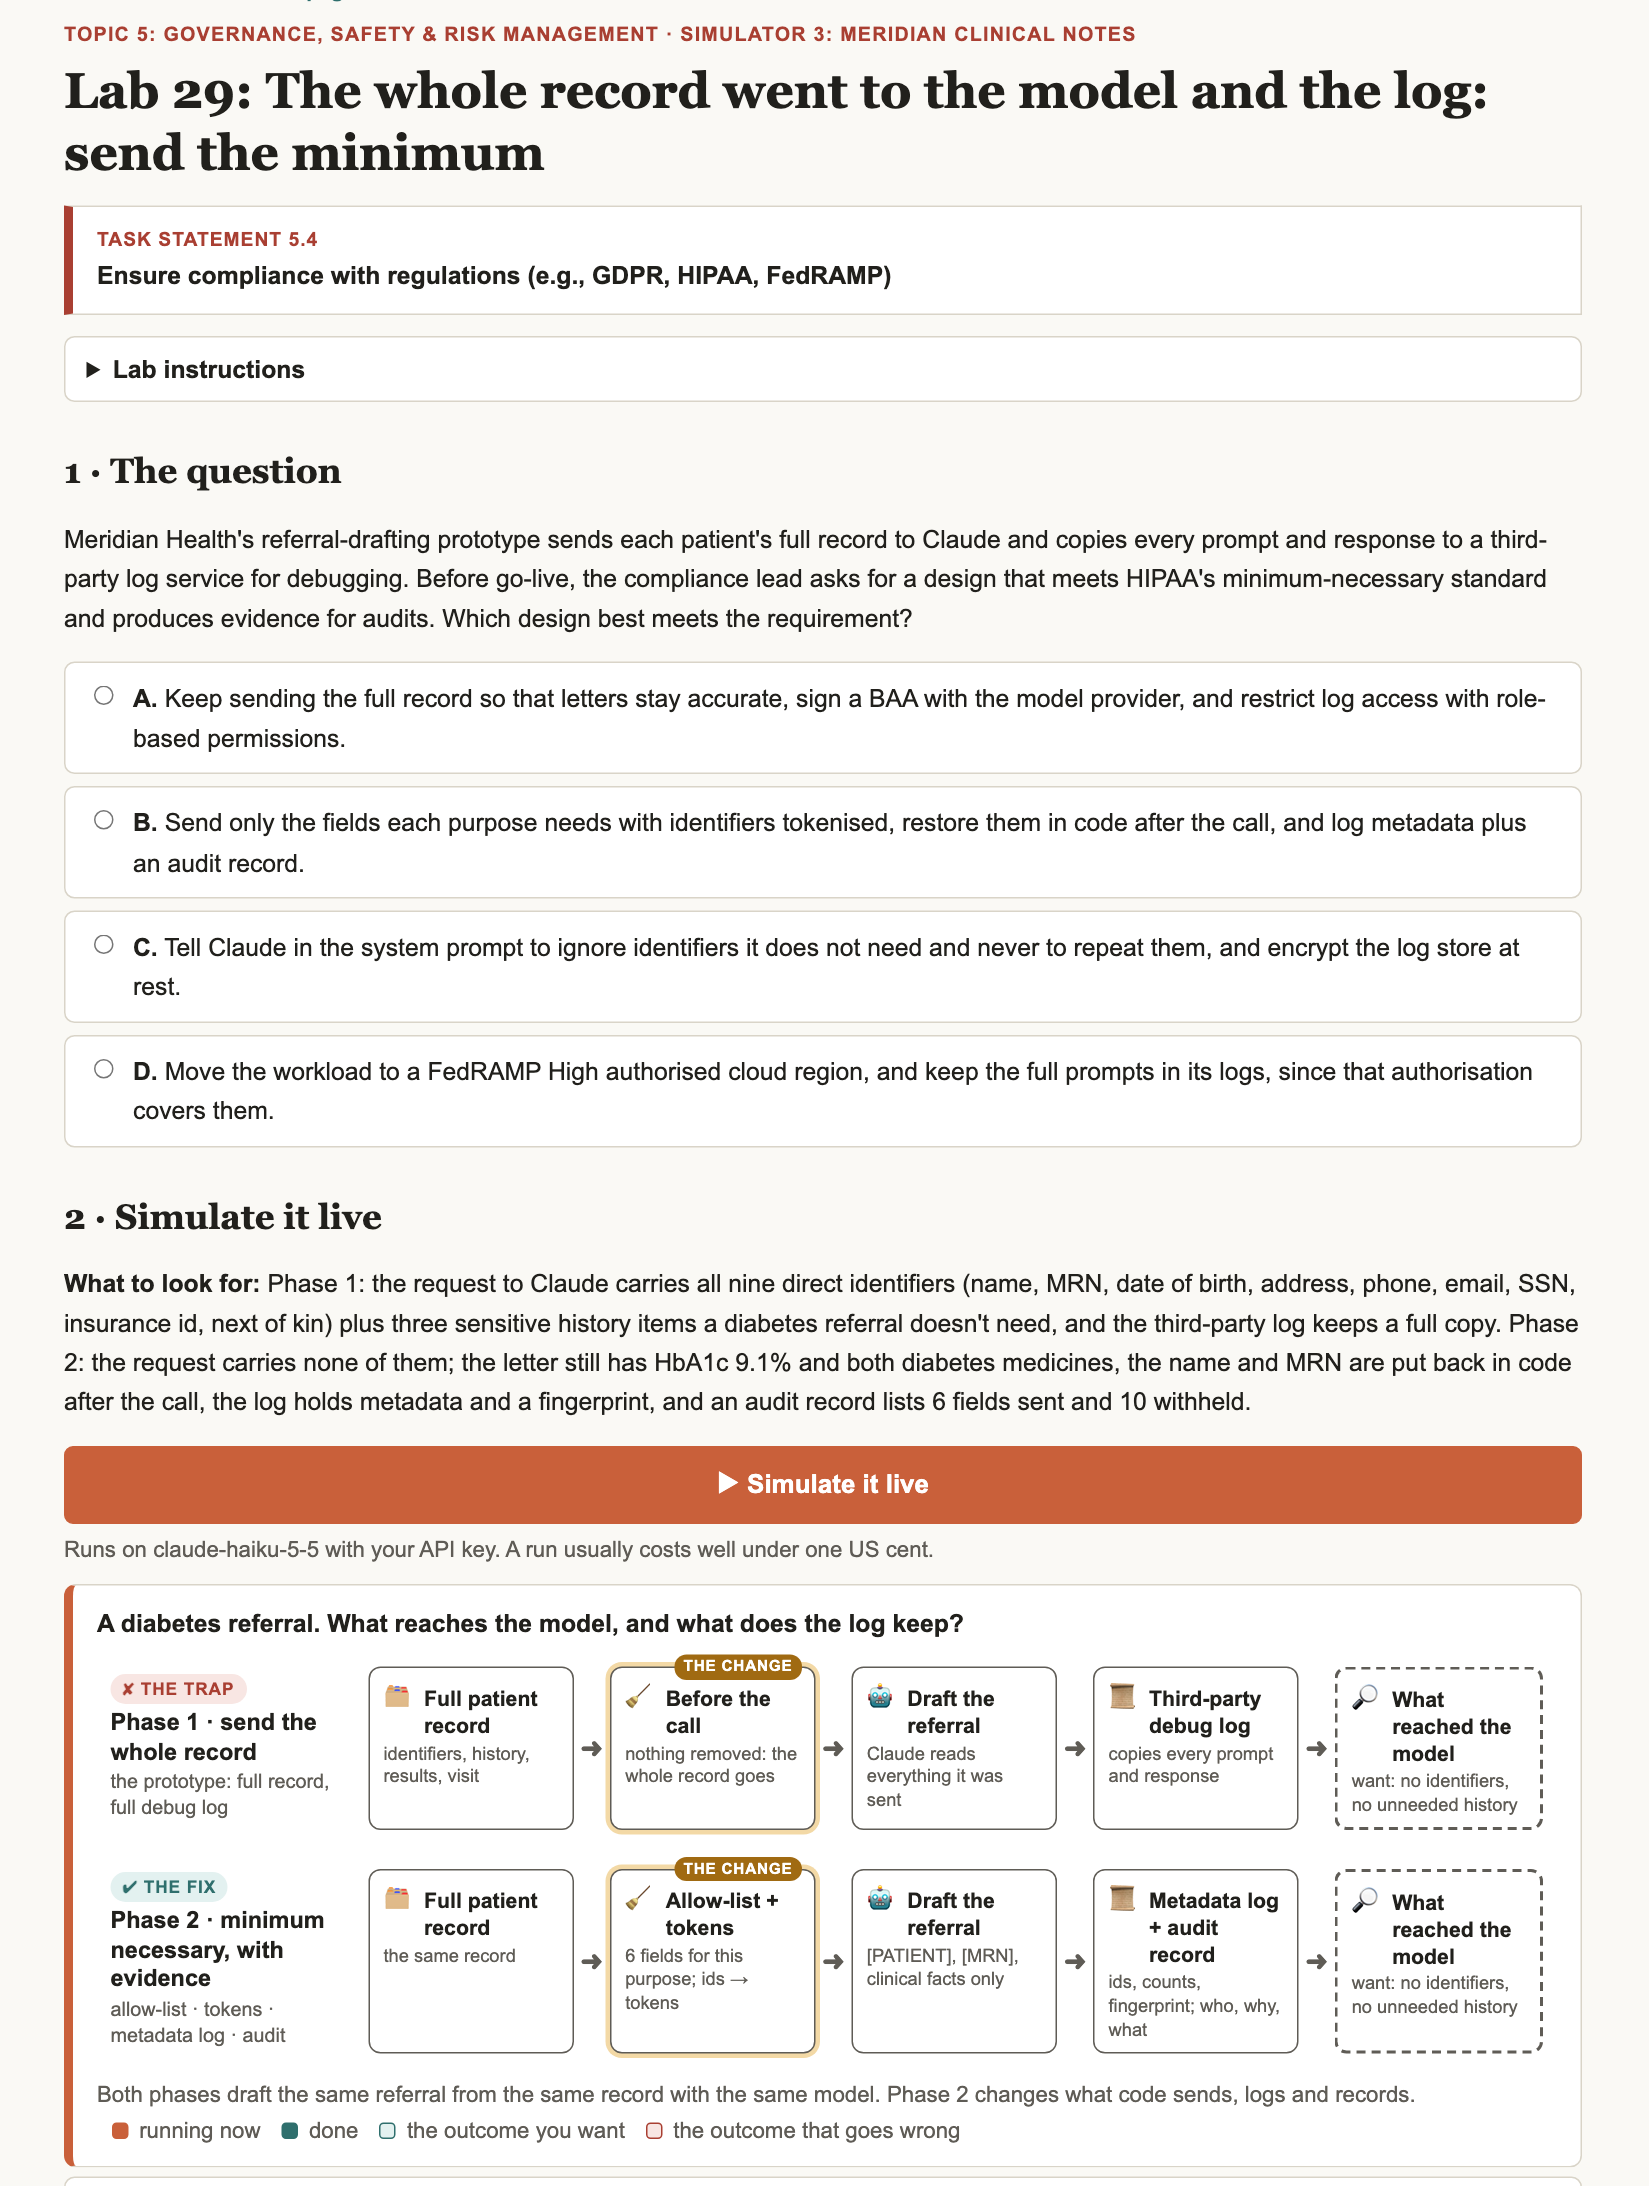 TOPIC 5: GOVERNANCE, SAFETY & RISK MANAGEMENT · SIMULATOR 3: MERIDIAN CLINICAL NOTES
Lab 29: The whole record went to the model and the log:
send the minimum
TASK STATEMENT 5.4
Ensure compliance with regulations (e.g., GDPR, HIPAA, FedRAMP)
▶ Lab instructions
1 · The question
Meridian Health's referral-drafting prototype sends each patient's full record to Claude and copies every prompt and response to a third-
party log service for debugging. Before go-live, the compliance lead asks for a design that meets HIPAA's minimum-necessary standard
and produces evidence for audits. Which design best meets the requirement?
A. Keep sending the full record so that letters stay accurate, sign a BAA with the model provider, and restrict log access with role-
based permissions.
B. Send only the fields each purpose needs with identifiers tokenised, restore them in code after the call, and log metadata plus
an audit record.
C. Tell Claude in the system prompt to ignore identifiers it does not need and never to repeat them, and encrypt the log store at
rest.
D. Move the workload to a FedRAMP High authorised cloud region, and keep the full prompts in its logs, since that authorisation
covers them.
2 · Simulate it live
What to look for: Phase 1: the request to Claude carries all nine direct identifiers (name, MRN, date of birth, address, phone, email, SSN,
insurance id, next of kin) plus three sensitive history items a diabetes referral doesn't need, and the third-party log keeps a full copy. Phase
2: the request carries none of them; the letter still has HbA1c 9.1% and both diabetes medicines, the name and MRN are put back in code
after the call, the log holds metadata and a fingerprint, and an audit record lists 6 fields sent and 10 withheld.
▶ Simulate it live
Runs on claude-haiku-5-5 with your API key. A run usually costs well under one US cent.
A diabetes referral. What reaches the model, and what does the log keep?
✘ THE TRAP
Phase 1 · send the
whole record
the prototype: full record,
full debug log
Full patient
record
identifiers, history,
results, visit
➜
THE CHANGE
Before the
call
nothing removed: the
whole record goes
➜
Draft the
referral
Claude reads
everything it was
sent
➜
Third-party
debug log
copies every prompt
and response
➜
What
reached the
model
want: no identifiers,
no unneeded history
✔ THE FIX
Phase 2 · minimum
necessary, with
evidence
allow-list · tokens ·
metadata log · audit
Full patient
record
the same record
➜
THE CHANGE
Allow-list +
tokens
6 fields for this
purpose; ids →
tokens
➜
Draft the
referral
[PATIENT], [MRN],
clinical facts only
➜
Metadata log
+ audit
record
ids, counts,
fingerprint; who, why,
what
➜
What
reached the
model
want: no identifiers,
no unneeded history
Both phases draft the same referral from the same record with the same model. Phase 2 changes what code sends, logs and records.
running now done the outcome you want the outcome that goes wrong